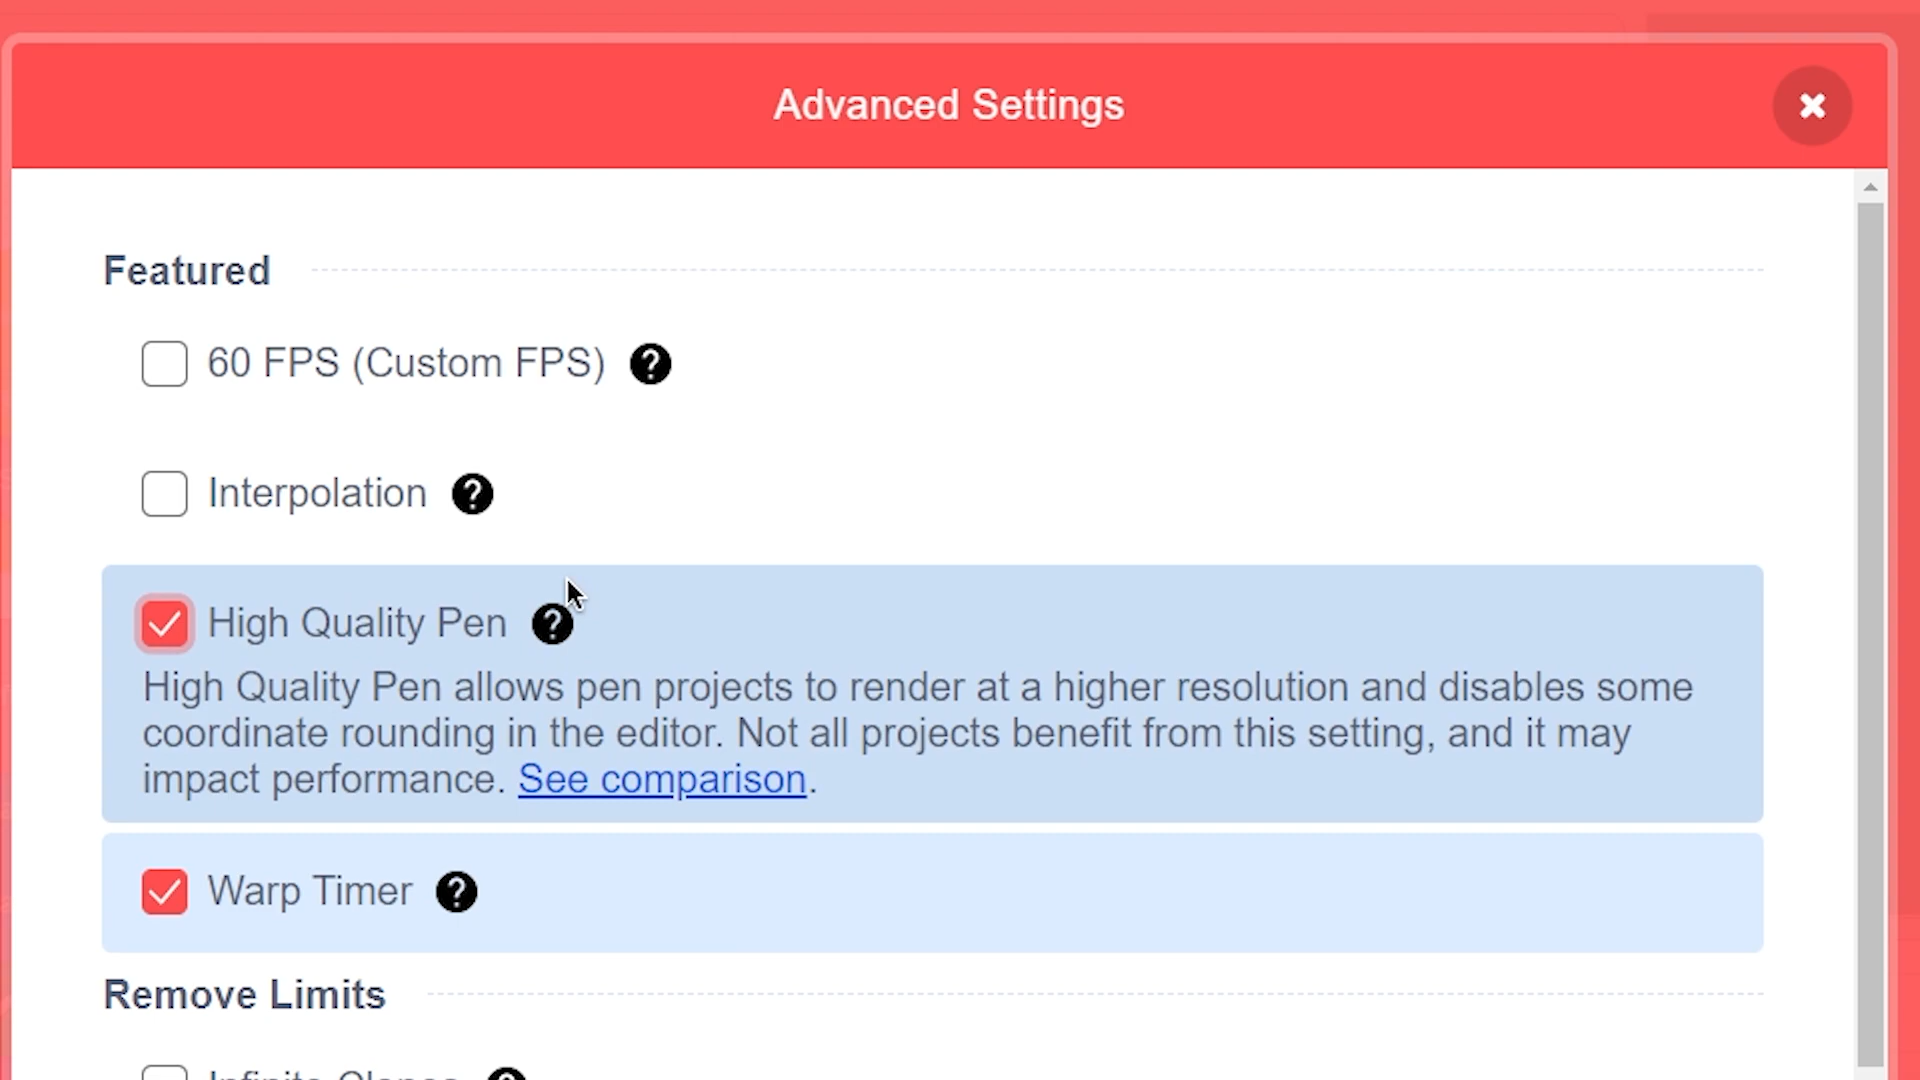 Advanced Settings
Featured
60 FPS (Custom FPS)
Interpolation
High Quality Pen
High Quality Pen allows pen projects to render at a higher resolution and disables some
coordinate rounding in the editor. Not all projects benefit from this setting, and it may
impact performance. See comparison.
Warp Timer
Remove Limits
Infinite Clones